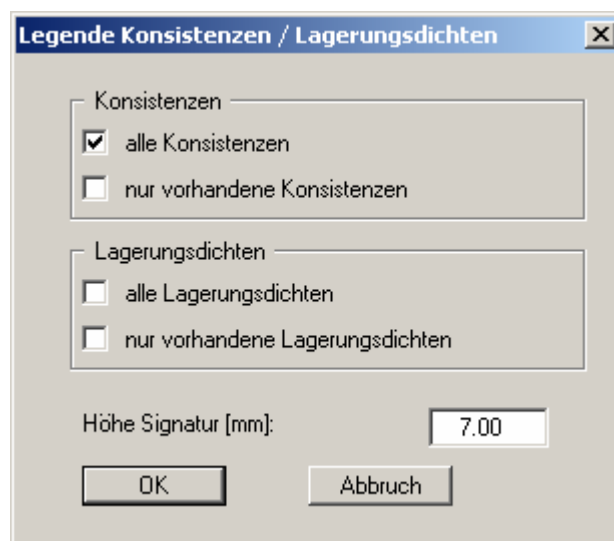 Legende Konsistenzen / Lagerungsdichten
Konsistenzen
alle Konsistenzen
nur vorhandene Konsistenzen
Lagerungsdichten
alle Lagerungsdichten
nur vorhandene Lagerungsdichten
Höhe Signatur [mm]: 7.00
OK Abbruch